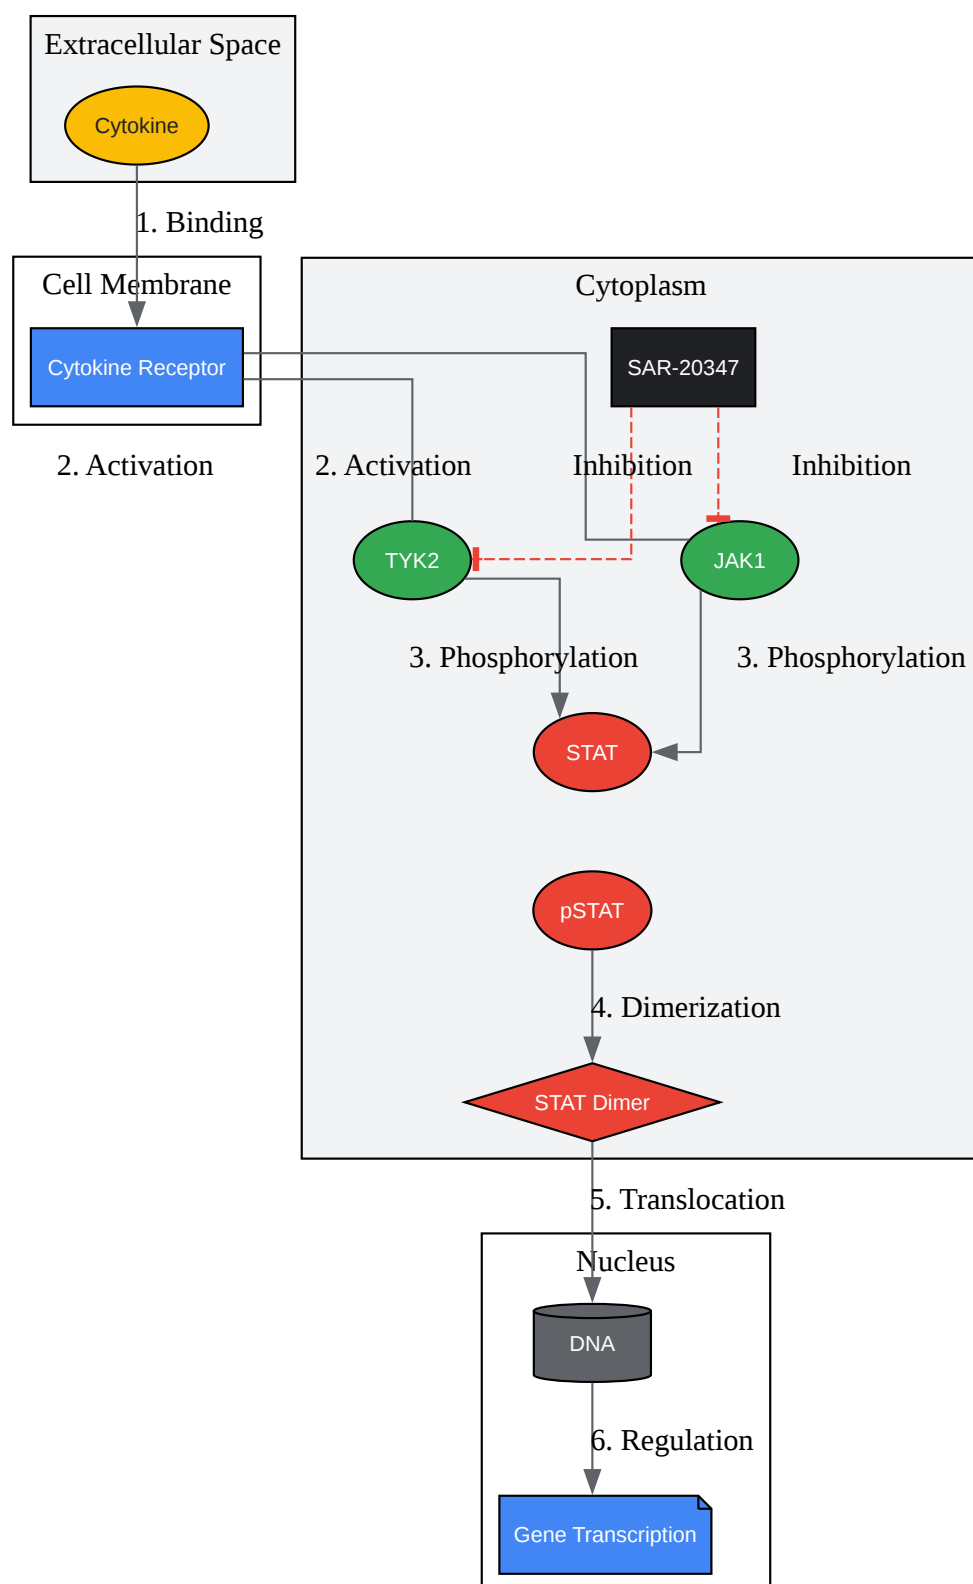 Extracellular Space
Cytokine
1. Binding
Cell Membrane
Cytoplasm
Cytokine Receptor
SAR-20347
2. Activation
2. Activation
Inhibition
Inhibition
TYK2
JAK1
3. Phosphorylation
3. Phosphorylation
STAT
pSTAT
4. Dimerization
STAT Dimer
5. Translocation
Nucleus
DNA
6. Regulation
Gene Transcription